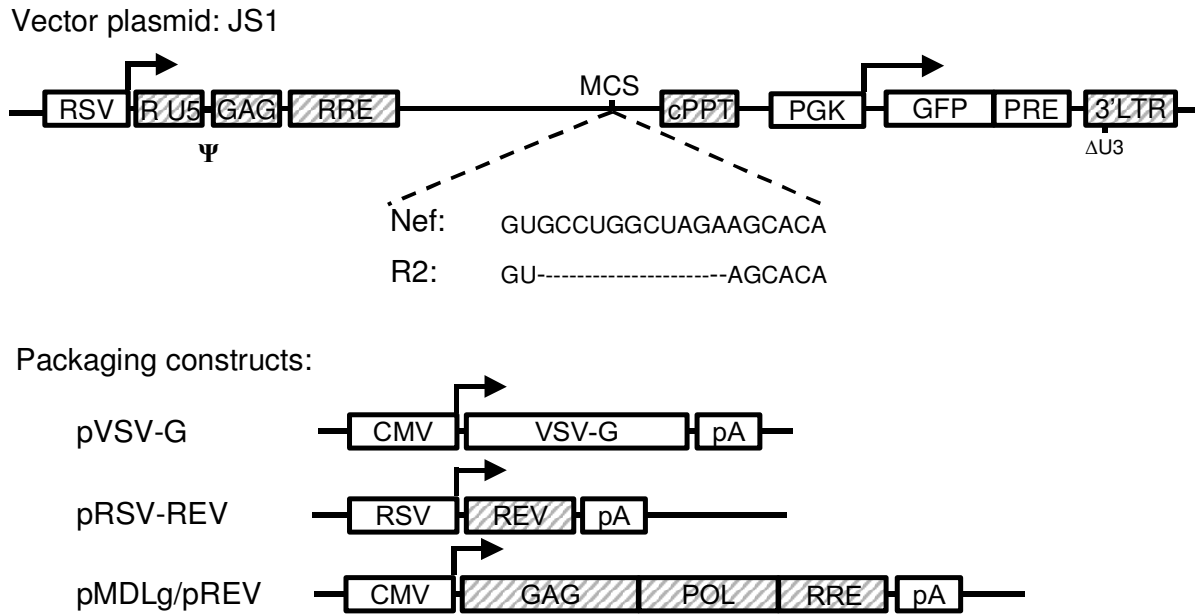 Vector plasmid: JS1
MCS
RSV R U5 GAG RRE cPPT PGK GFP PRE 3'LTR
Ψ ΔU3
Nef: GUGCCUGGCUAGAAGCACA
R2: GU-----------------------AGCACA
Packaging constructs:
pVSV-G CMV VSV-G pA
pRSV-REV RSV REV pA
pMDLg/pREV CMV GAG POL RRE pA